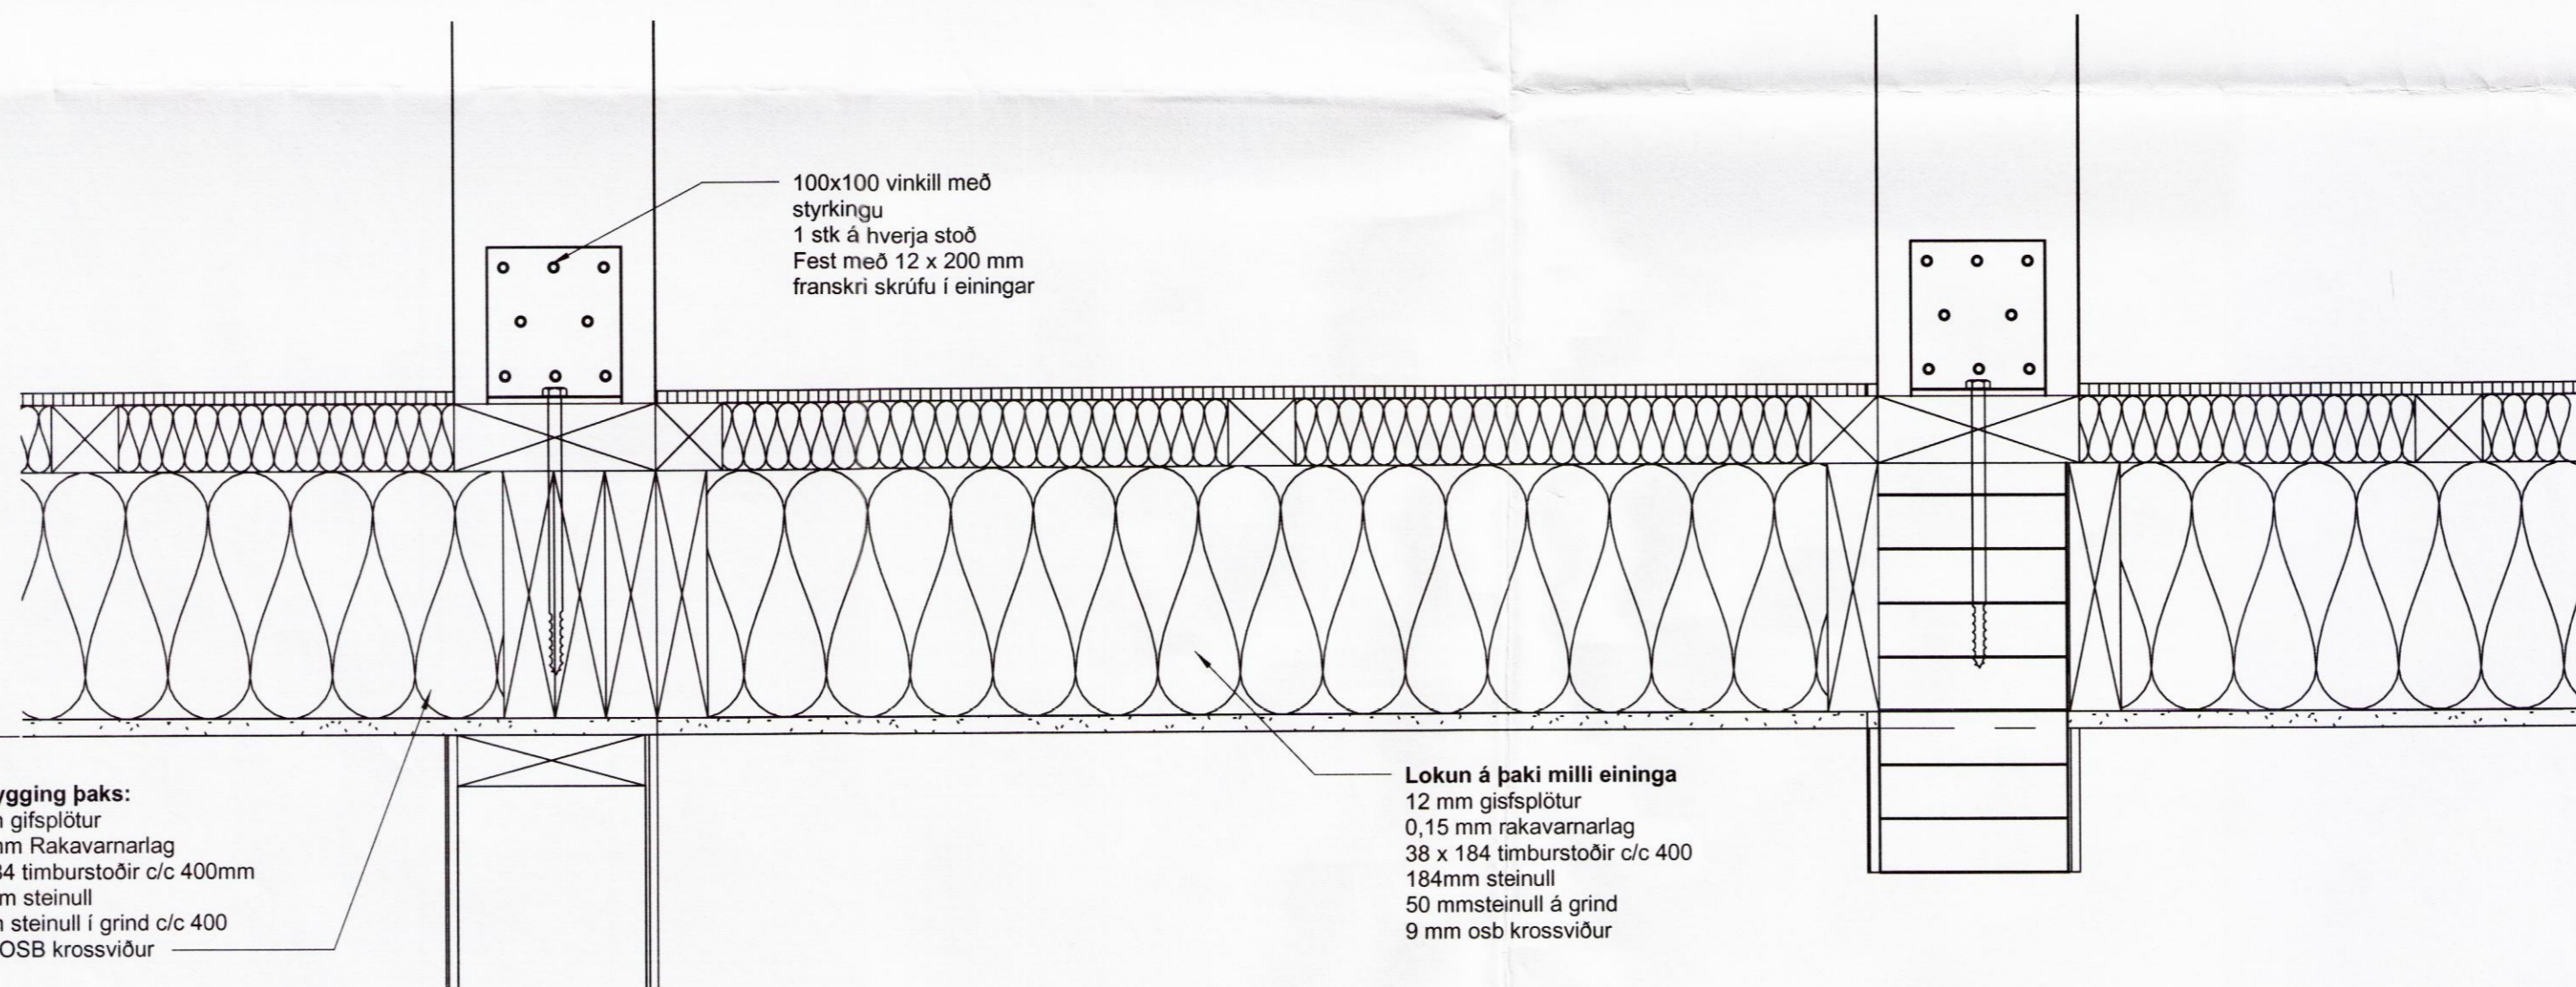 100x100 vinkill með
styrkingu
1 stk á hverja stoð
Fest með 12 x 200 mm
franskri skrúfu í einingar
ygging þaks:
gifsplötur
mm Rakavarnarlag
84 timburstoðir c/c 400mm
m steinull
steinull í grind c/c 400
OSB krossviður
Lokun á þaki milli eininga
12 mm gisfsplötur
0,15 mm rakavarnarlag
38 x 184 timburstoðir c/c 400
184mm steinull
50 mmsteinull á grind
9 mm osb krossviður